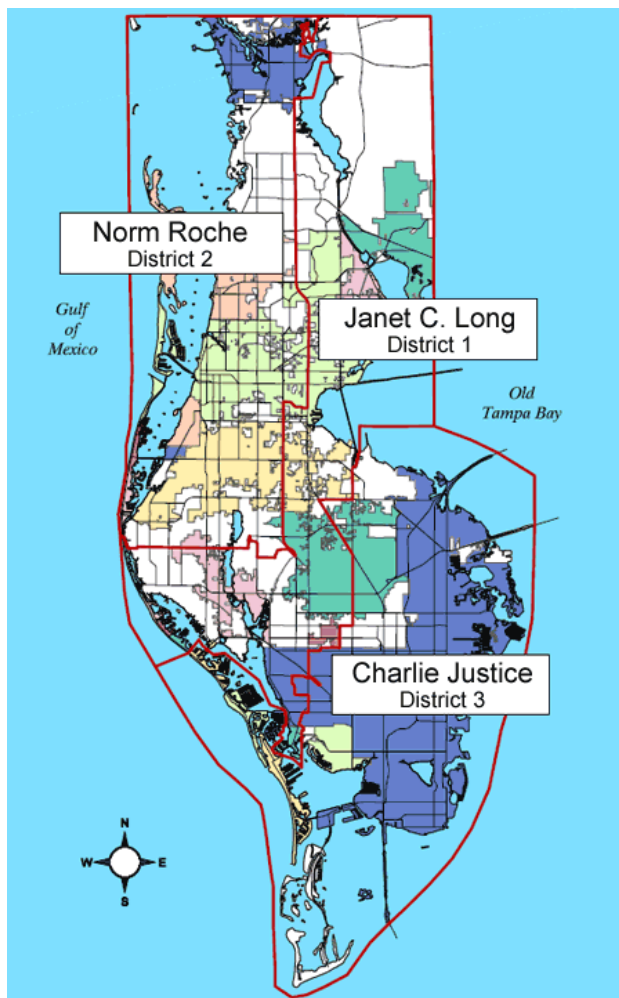 Norm Roche
District 2
Gulf
of
Mexico
Janet C. Long
District 1
Old
Tampa Bay
Charlie Justice
District 3
N
W E
S